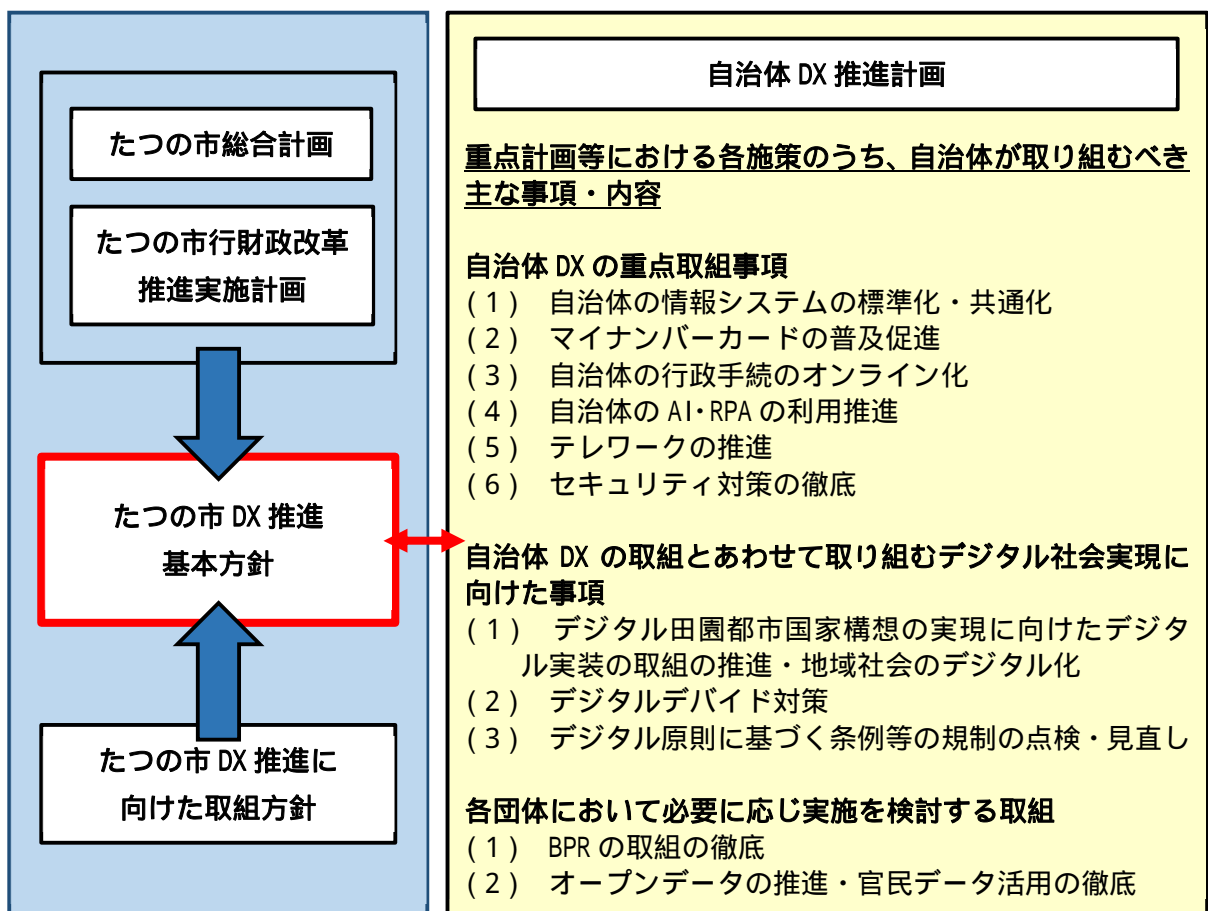 たつの市総合計画
たつの市行財政改革
推進実施計画
たつの市 DX 推進
基本方針
たつの市 DX 推進に
向けた取組方針
自治体 DX 推進計画
重点計画等における各施策のうち、自治体が取り組むべき
主な事項・内容
自治体 DX の重点取組事項
(1) 自治体の情報システムの標準化・共通化
(2) マイナンバーカードの普及促進
(3) 自治体の行政手続のオンライン化
(4) 自治体の AI・RPA の利用推進
(5) テレワークの推進
(6) セキュリティ対策の徹底
自治体 DX の取組とあわせて取り組むデジタル社会実現に
向けた事項
(1) デジタル田園都市国家構想の実現に向けたデジタ
ル実装の取組の推進・地域社会のデジタル化
(2) デジタルデバイド対策
(3) デジタル原則に基づく条例等の規制の点検・見直し
各団体において必要に応じ実施を検討する取組
(1) BPR の取組の徹底
(2) オープンデータの推進・官民データ活用の徹底